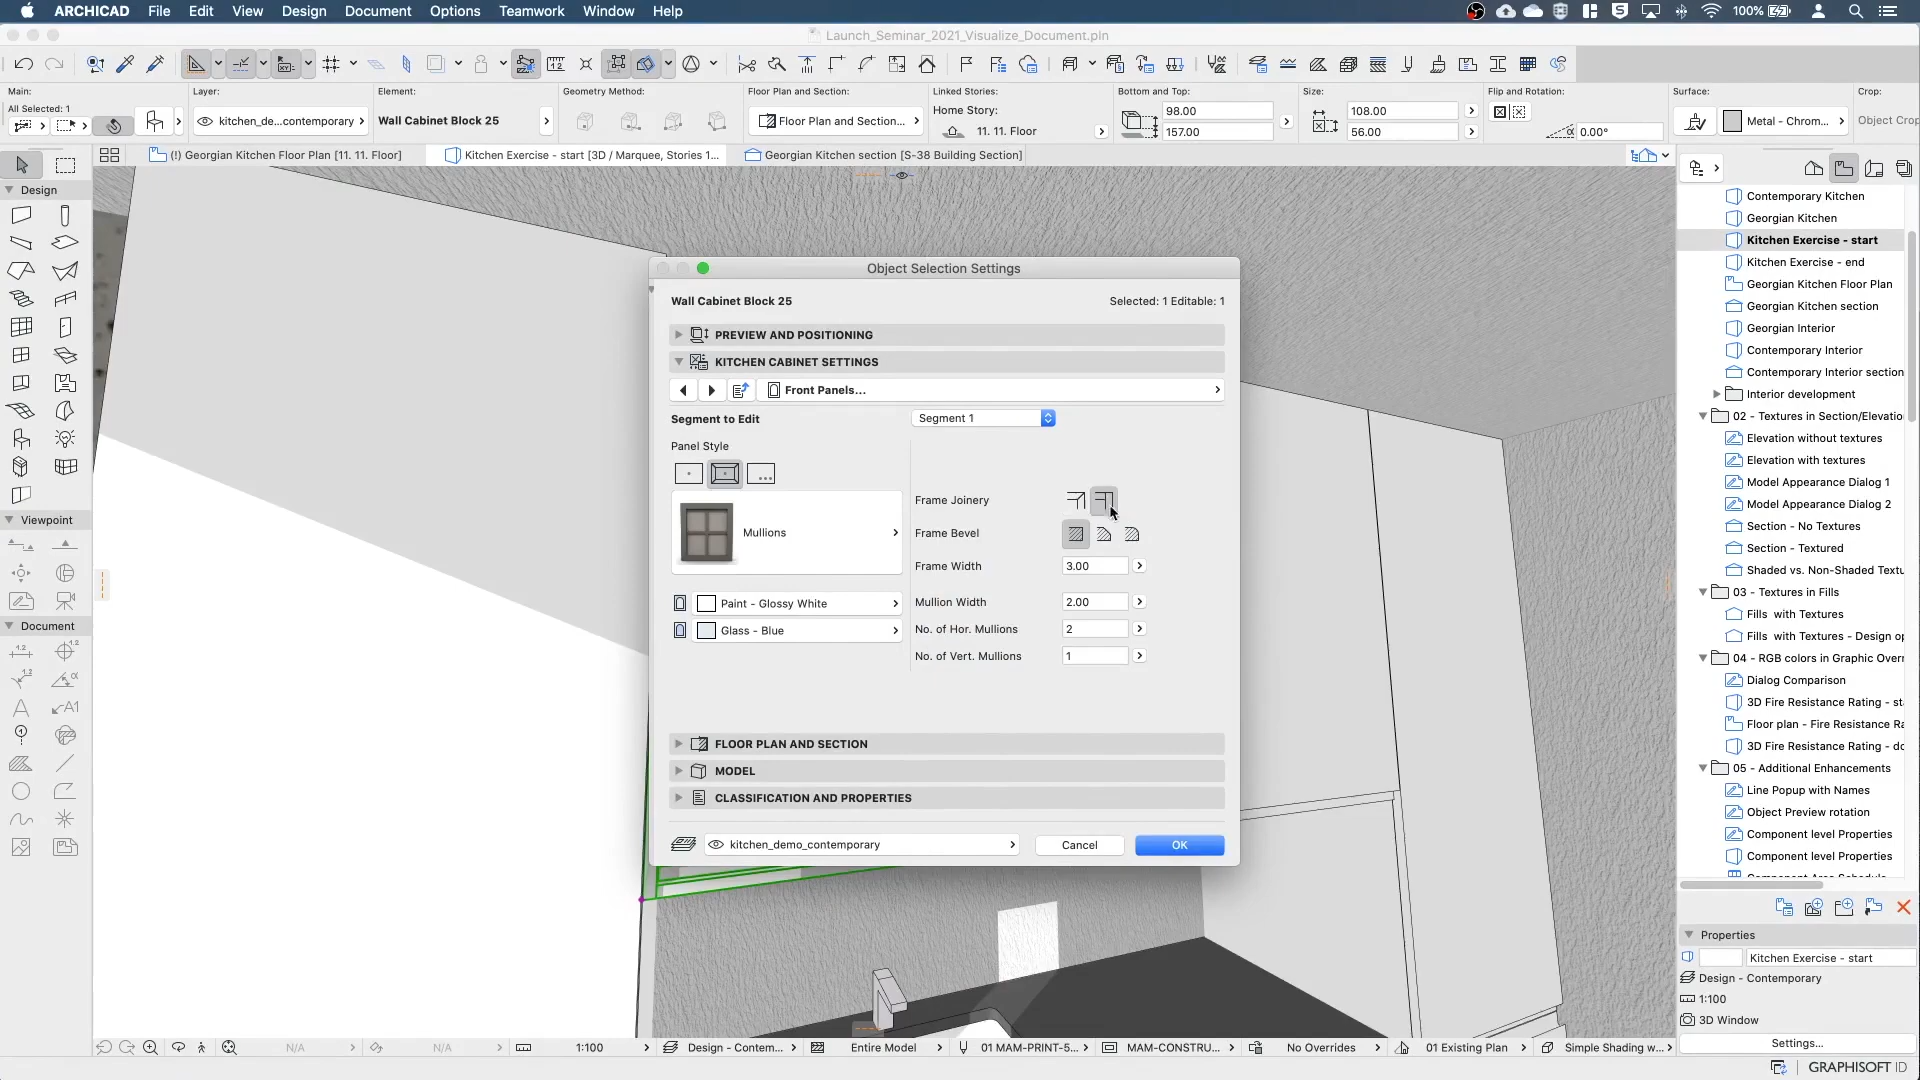 ARCHICAD File Edit View Design Document Options Teamwork Window Help 100%
Launch_Seminar_2021_Visualize_Document.pln
Main:
All Selected: 1
Layer:
kitchen_de...contemporary
Element:
Wall Cabinet Block 25
Geometry Method:
Floor Plan and Section:
Floor Plan and Section...
Linked Stories:
Home Story:
11. 11. Floor
Bottom and Top:
98.00
157.00
Size:
108.00
56.00
Flip and Rotation:
0.00°
Surface:
Metal - Chrom...
Crop:
Object Crop
(!) Georgian Kitchen Floor Plan [11. 11. Floor]
Kitchen Exercise - start [3D / Marquee, Stories 1...
Georgian Kitchen section [S-38 Building Section]
Design
Viewpoint
Document
Object Selection Settings
Wall Cabinet Block 25
Selected: 1 Editable: 1
PREVIEW AND POSITIONING
KITCHEN CABINET SETTINGS
Front Panels...
Segment to Edit
Segment 1
Panel Style
Mullions
Paint - Glossy White
Glass - Blue
Frame Joinery
Frame Bevel
Frame Width
3.00
Mullion Width
2.00
No. of Hor. Mullions
2
No. of Vert. Mullions
1
FLOOR PLAN AND SECTION
MODEL
CLASSIFICATION AND PROPERTIES
kitchen_demo_contemporary
Cancel
OK
Contemporary Kitchen
Georgian Kitchen
Kitchen Exercise - start
Kitchen Exercise - end
Georgian Kitchen Floor Plan
Georgian Kitchen section
Georgian Interior
Contemporary Interior
Contemporary Interior section
Interior development
02 - Textures in Section/Elevatio
Elevation without textures
Elevation with textures
Model Appearance Dialog 1
Model Appearance Dialog 2
Section - No Textures
Section - Textured
Shaded vs. Non-Shaded Textu
03 - Textures in Fills
Fills with Textures
Fills with Textures - Design op
04 - RGB colors in Graphic Overr
Dialog Comparison
3D Fire Resistance Rating - st
Floor plan - Fire Resistance Ra
3D Fire Resistance Rating - do
05 - Additional Enhancements
Line Popup with Names
Object Preview rotation
Component level Properties
Component level Properties
Properties
Kitchen Exercise - start
Design - Contemporary
1:100
3D Window
Settings...
N/A
N/A
1:100
Design - Contem...
Entire Model
01 MAM-PRINT-5...
MAM-CONSTRU...
No Overrides
01 Existing Plan
Simple Shading w...
GRAPHISOFT ID